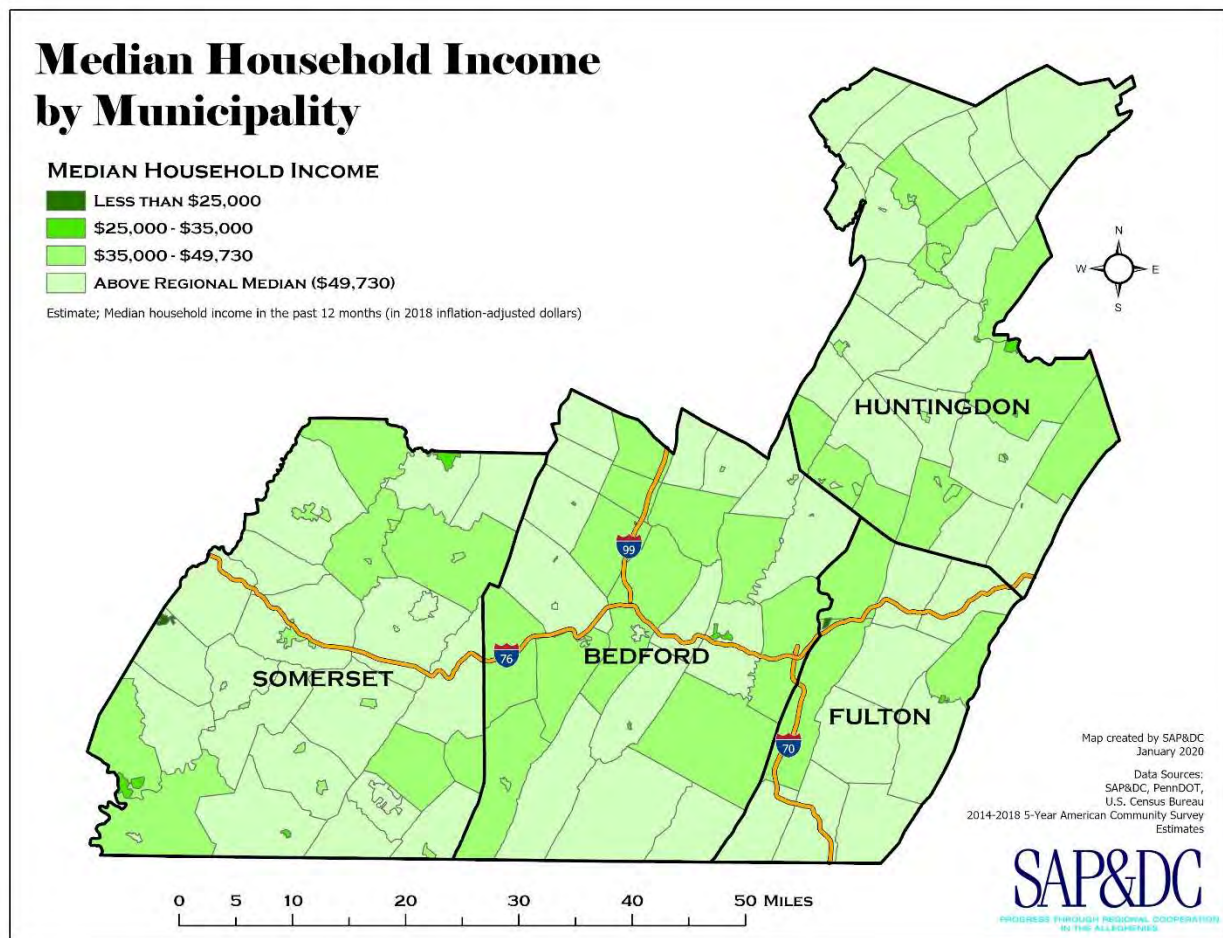 Median Household Income
by Municipality
MEDIAN HOUSEHOLD INCOME
LESS THAN $25,000
$25,000 - $35,000
$35,000 - $49,730
ABOVE REGIONAL MEDIAN ($49,730)
Estimate; Median household income in the past 12 months (in 2018 inflation-adjusted dollars)
N
W E
S
HUNTINGDON
99
76
BEDFORD
SOMERSET
FULTON
70
Map created by SAP&DC
January 2020
Data Sources:
SAP&DC, PennDOT,
U.S. Census Bureau
2014-2018 5-Year American Community Survey
Estimates
SAP&DC
PROGRESS THROUGH REGIONAL COOPERATION
IN THE ALLEGHENIES
0 5 10 20 30 40 50 MILES